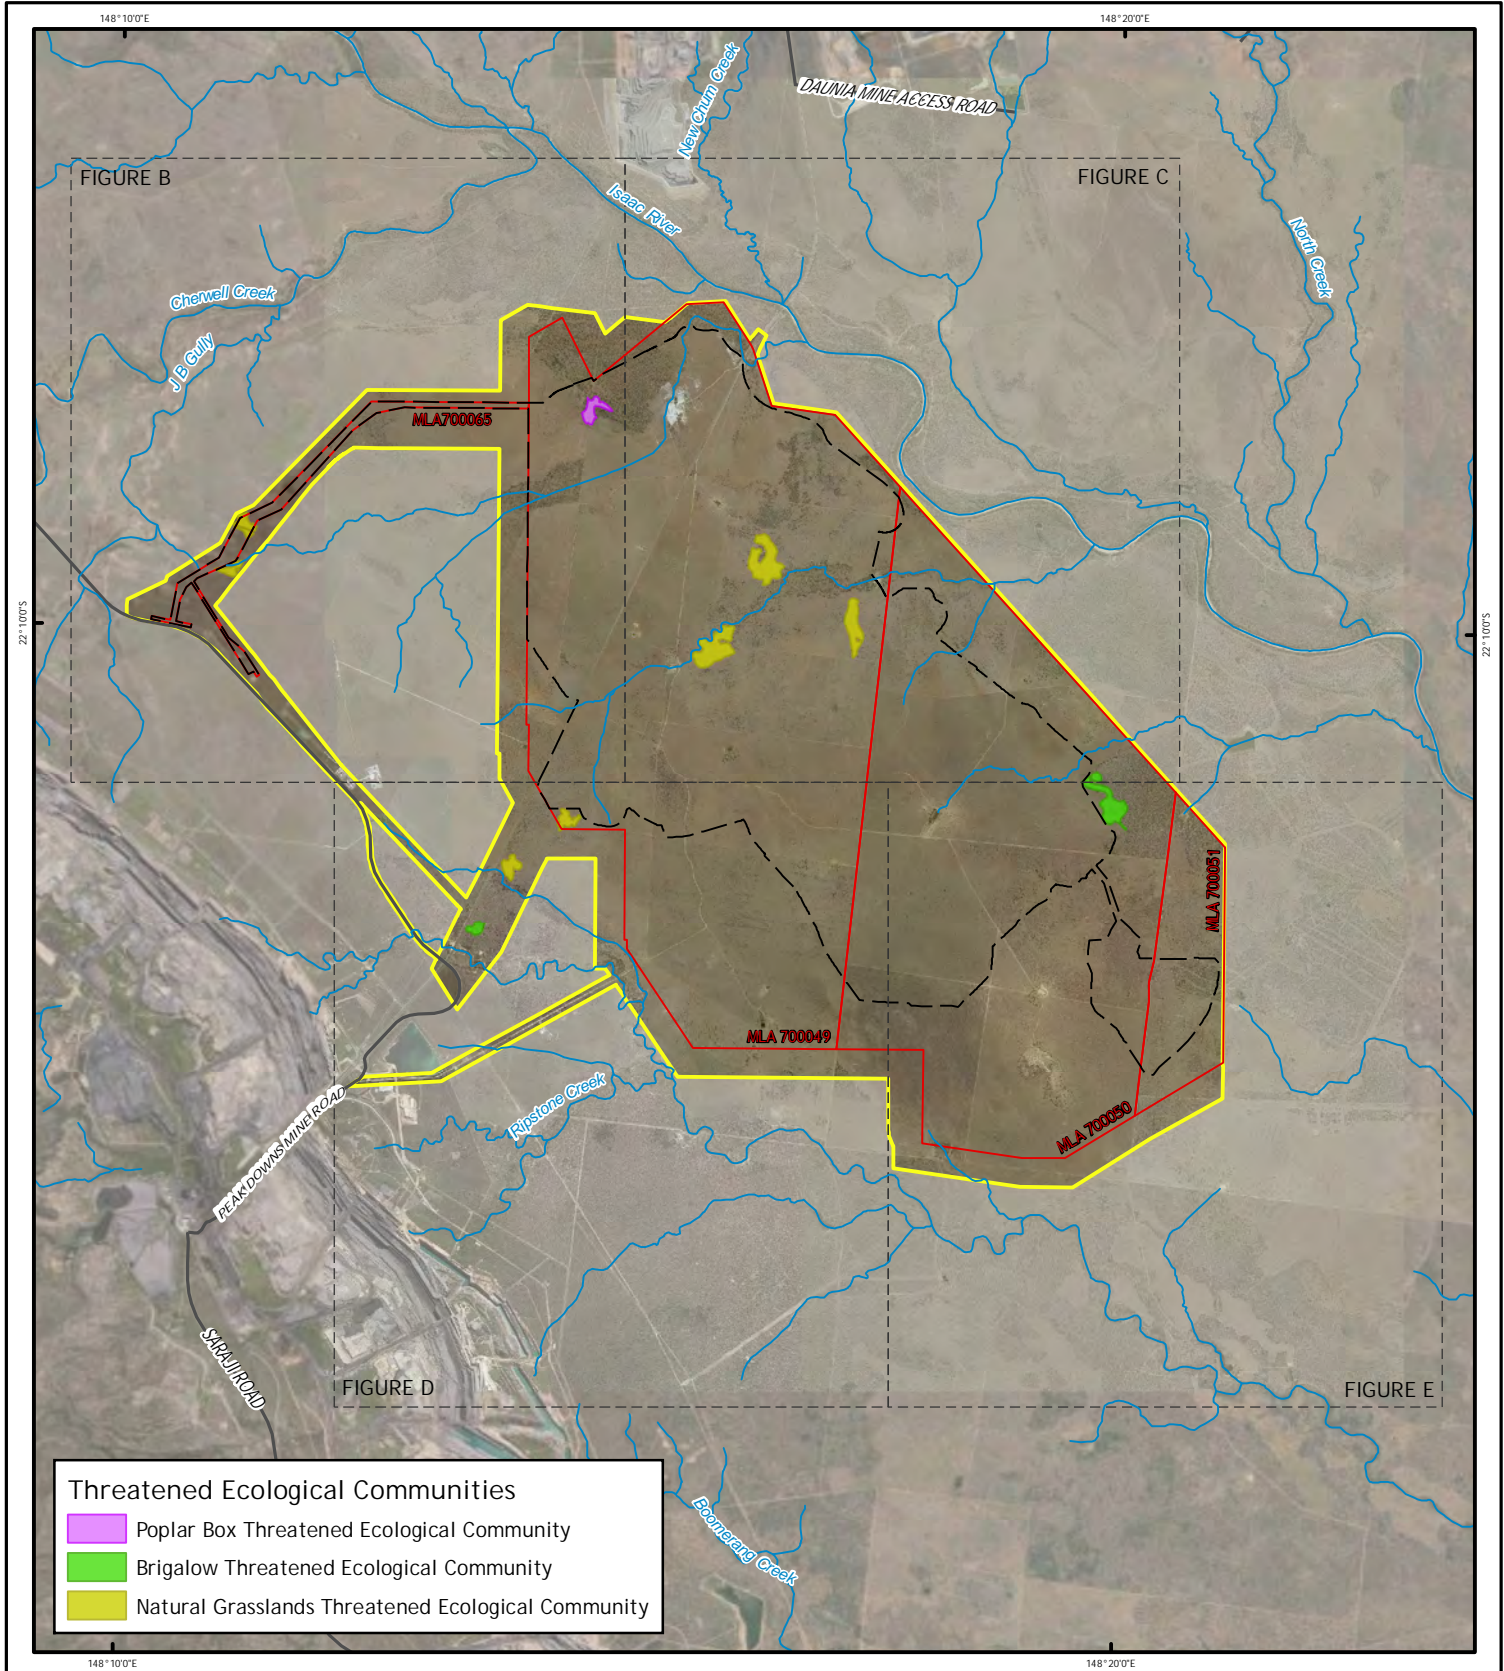 148°10'0"E
148°20'0"E
DAUNIA MINE ACCESS ROAD
New Chum Creek
FIGURE B
FIGURE C
Isaac River
North Creek
Cherwell Creek
J B Gully
MLA700065
22°10'0"S
22°10'0"S
MLA 700051
MLA 700049
MLA 700050
Ripstone Creek
PEAK DOWNS MINE ROAD
SARAJI ROAD
FIGURE D
FIGURE E
Threatened Ecological Communities
Poplar Box Threatened Ecological Community
Brigalow Threatened Ecological Community
Natural Grasslands Threatened Ecological Community
Boomerang Creek
148°10'0"E
148°20'0"E